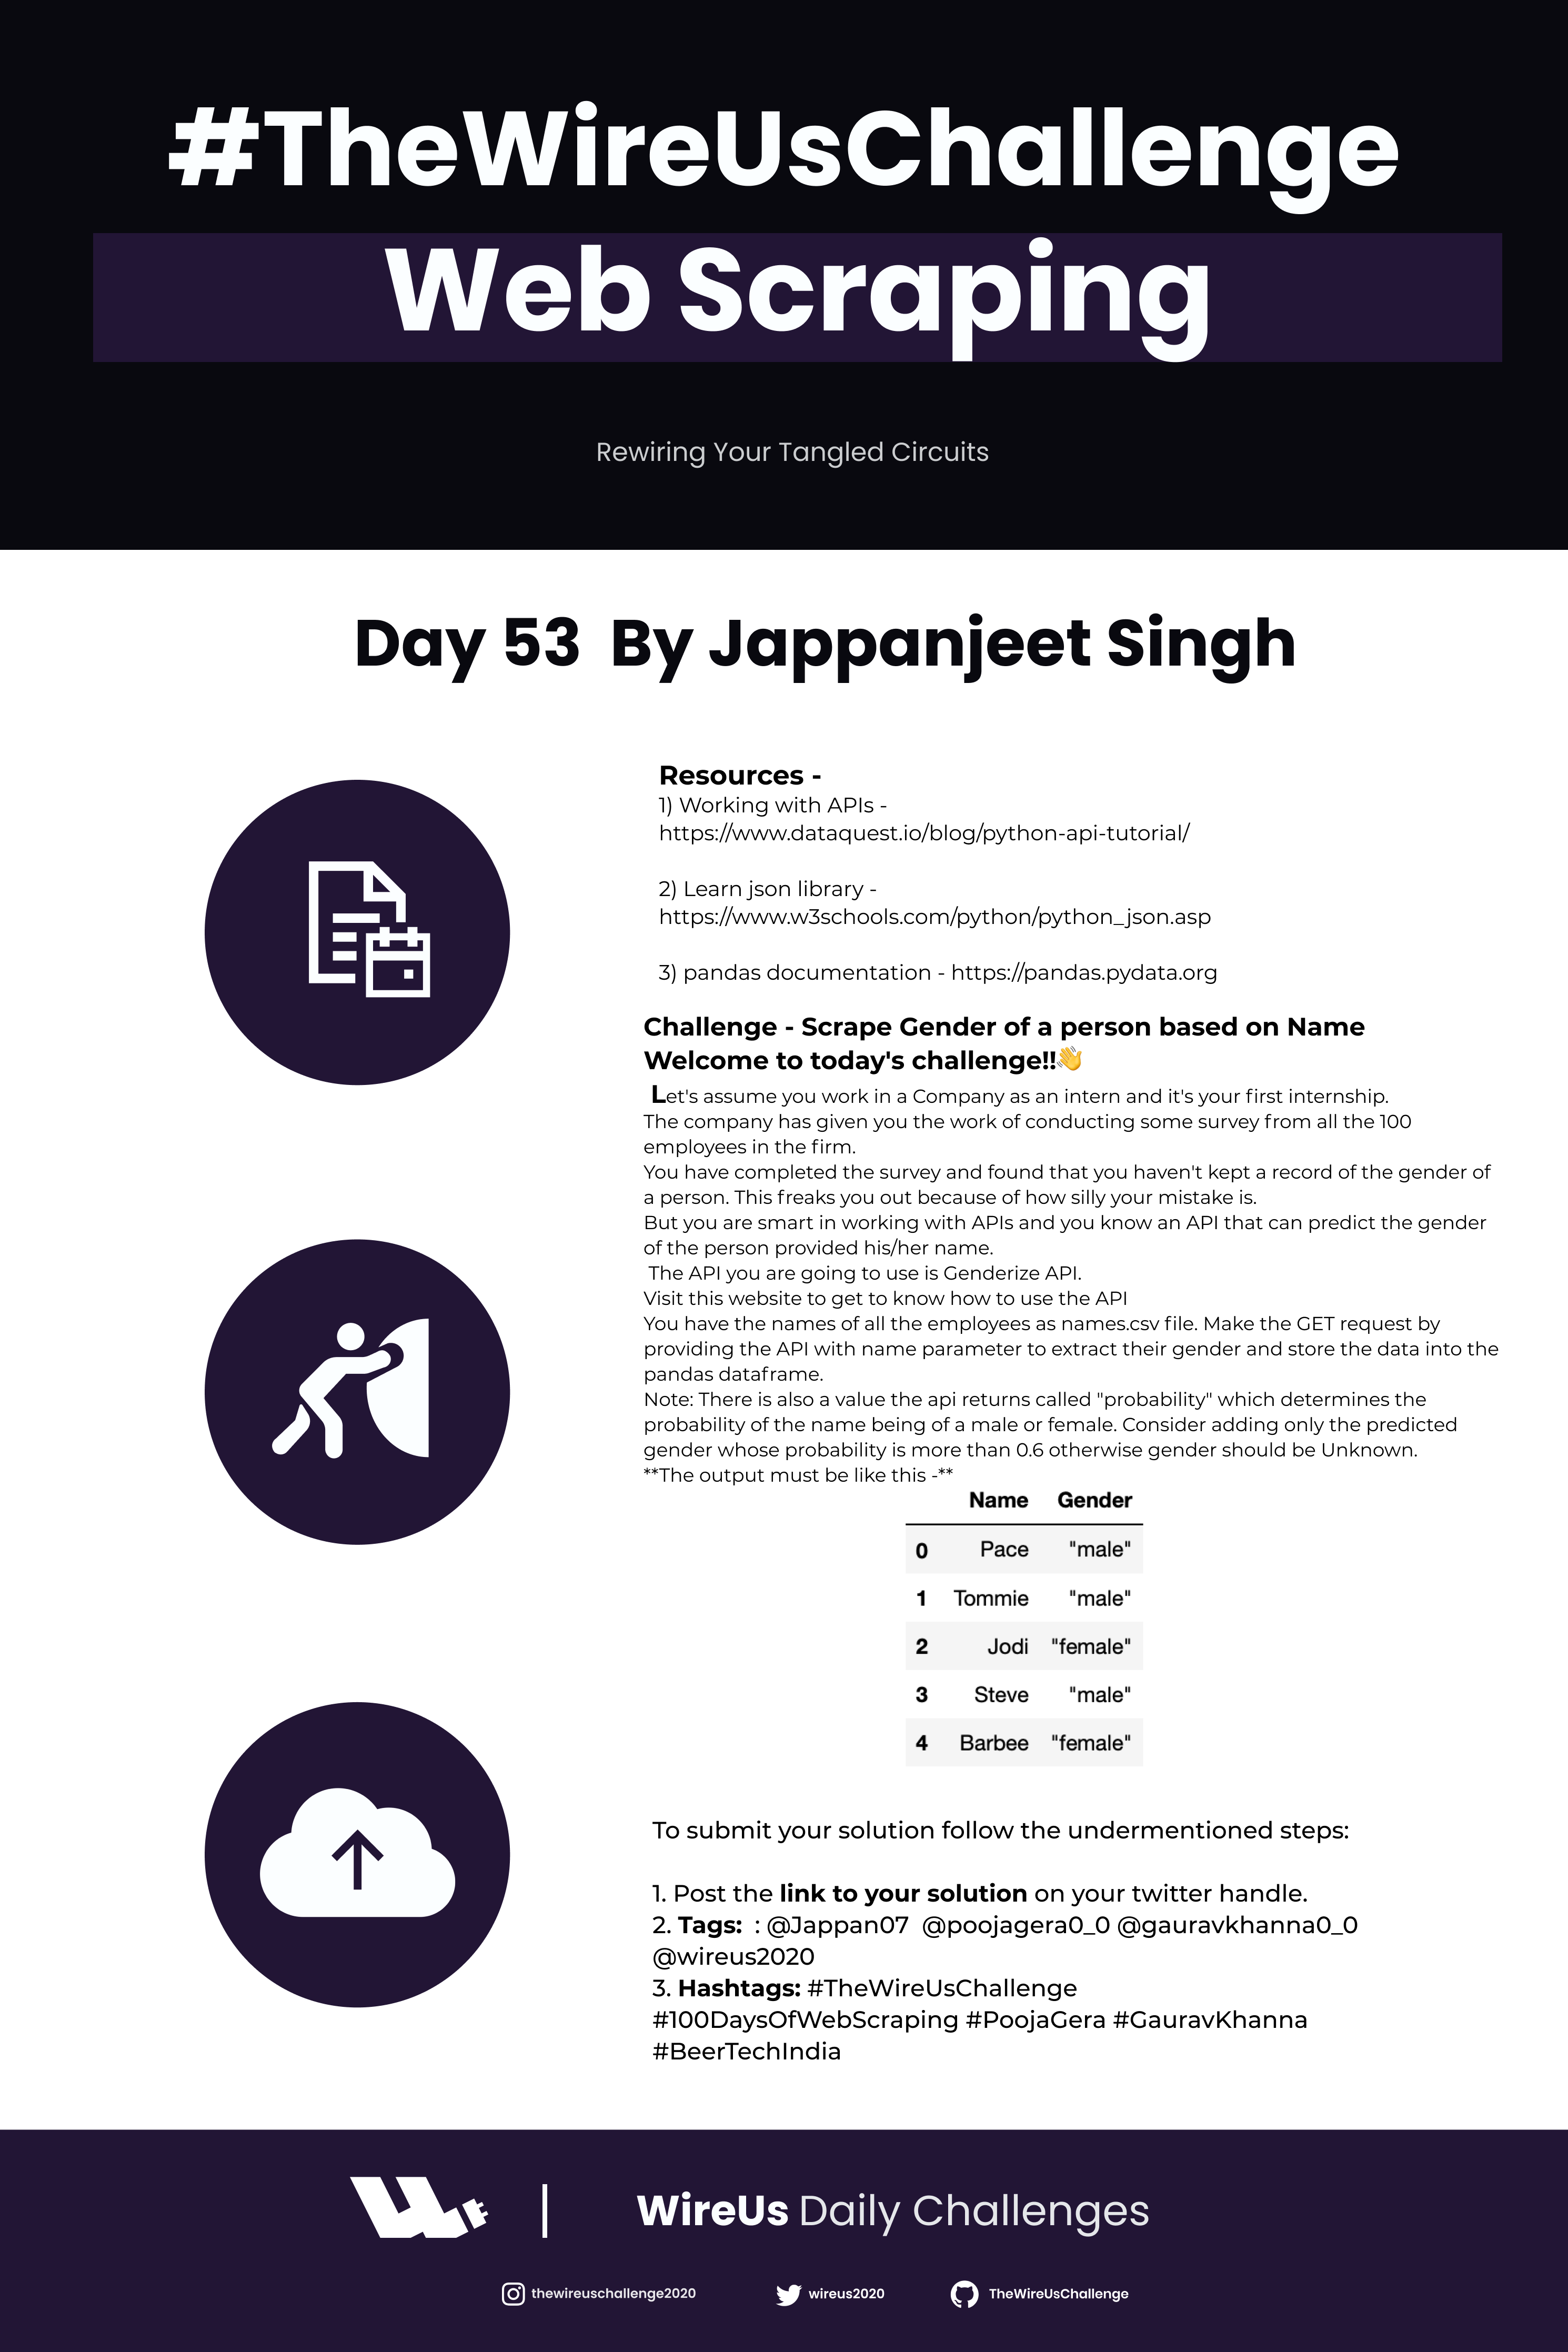 #TheWireUsChallenge
Web Scraping
Rewiring Your Tangled Circuits
Day 53 By Jappanjeet Singh
Resources -
1) Working with APIs -
https://www.dataquest.io/blog/python-api-tutorial/
2) Learn json library -
https://www.w3schools.com/python/python_json.asp
3) pandas documentation - https://pandas.pydata.org
Challenge - Scrape Gender of a person based on Name
Welcome to today's challenge!!👋
Let's assume you work in a Company as an intern and it's your first internship.
The company has given you the work of conducting some survey from all the 100
employees in the firm.
You have completed the survey and found that you haven't kept a record of the gender of
a person. This freaks you out because of how silly your mistake is.
But you are smart in working with APIs and you know an API that can predict the gender
of the person provided his/her name.
The API you are going to use is Genderize API.
Visit this website to get to know how to use the API
You have the names of all the employees as names.csv file. Make the GET request by
providing the API with name parameter to extract their gender and store the data into the
pandas dataframe.
Note: There is also a value the api returns called "probability" which determines the
probability of the name being of a male or female. Consider adding only the predicted
gender whose probability is more than 0.6 otherwise gender should be Unknown.
**The output must be like this -**
Name Gender
0 Pace "male"
1 Tommie "male"
2 Jodi "female"
3 Steve "male"
4 Barbee "female"
To submit your solution follow the undermentioned steps:
1. Post the link to your solution on your twitter handle.
2. Tags: : @Jappan07 @poojagera0_0 @gauravkhanna0_0
@wireus2020
3. Hashtags: #TheWireUsChallenge
#100DaysOfWebScraping #PoojaGera #GauravKhanna
#BeerTechIndia
WireUs Daily Challenges
thewireuschallenge2020 wireus2020 TheWireUsChallenge